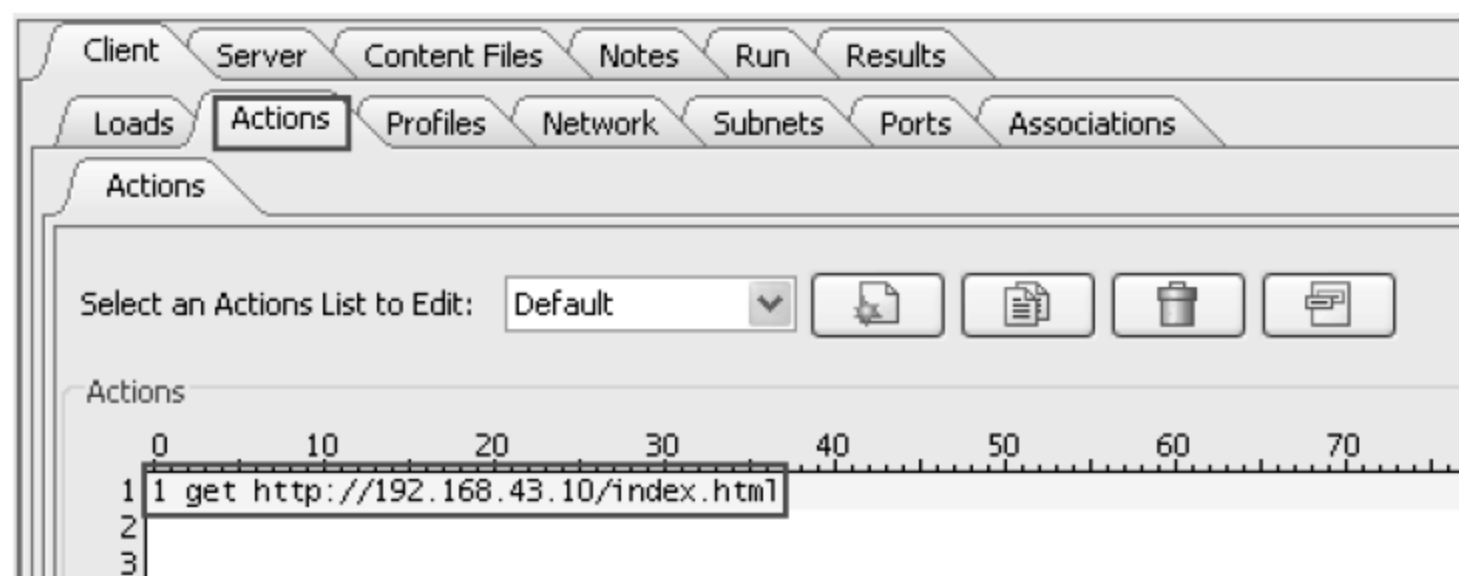 Client Server Content Files Notes Run Results
Loads Actions Profiles Network Subnets Ports Associations
Actions
Select an Actions List to Edit: Default
Actions
0 10 20 30 40 50 60 70
1 1 get http://192.168.43.10/index.html
2
3